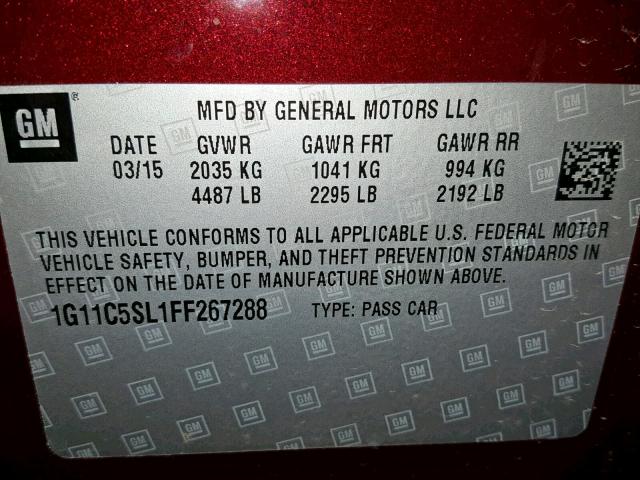 GM ®
MFD BY GENERAL MOTORS LLC
DATE GVWR GAWR FRT GAWR RR
03/15 2035 KG 1041 KG 994 KG
4487 LB 2295 LB 2192 LB
THIS VEHICLE CONFORMS TO ALL APPLICABLE U.S. FEDERAL MOTOR
VEHICLE SAFETY, BUMPER, AND THEFT PREVENTION STANDARDS IN
EFFECT ON THE DATE OF MANUFACTURE SHOWN ABOVE.
1G11C5SL1FF267288 TYPE: PASS CAR